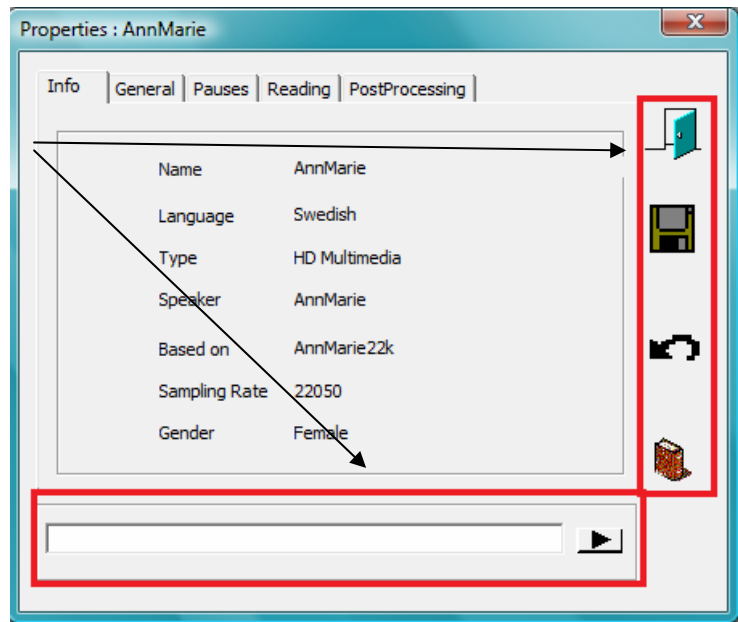 Properties : AnnMarie
Info General Pauses Reading PostProcessing
Name AnnMarie
Language Swedish
Type HD Multimedia
Speaker AnnMarie
Based on AnnMarie22k
Sampling Rate 22050
Gender Female